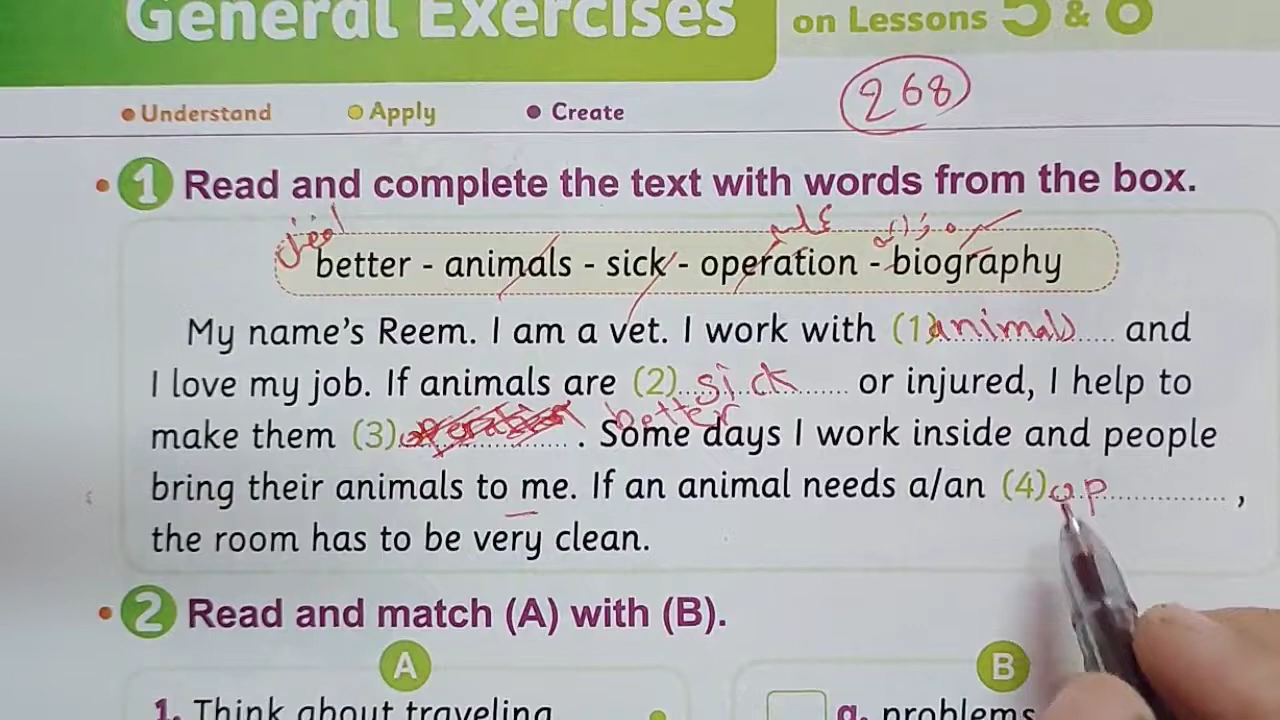 General Exercises on Lessons 5 & 6
268
Understand Apply Create
1 Read and complete the text with words from the box.
افضل
better - animals - sick - operation - biography
My name's Reem. I am a vet. I work with (1) animals and
I love my job. If animals are (2) sick or injured, I help to
better
make them (3) operation. Some days I work inside and people
bring their animals to me. If an animal needs a/an (4) op,
the room has to be very clean.
2 Read and match (A) with (B).
A B
1. Think about traveling a. problems